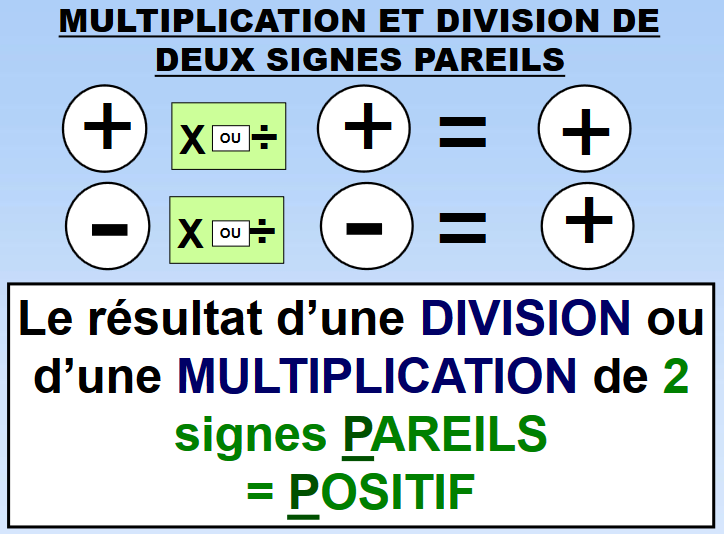 MULTIPLICATION ET DIVISION DE
DEUX SIGNES PAREILS
+ X OU ÷ + = +
- X OU ÷ - = +
Le résultat d’une DIVISION ou
d’une MULTIPLICATION de 2
signes PAREILS
= POSITIF